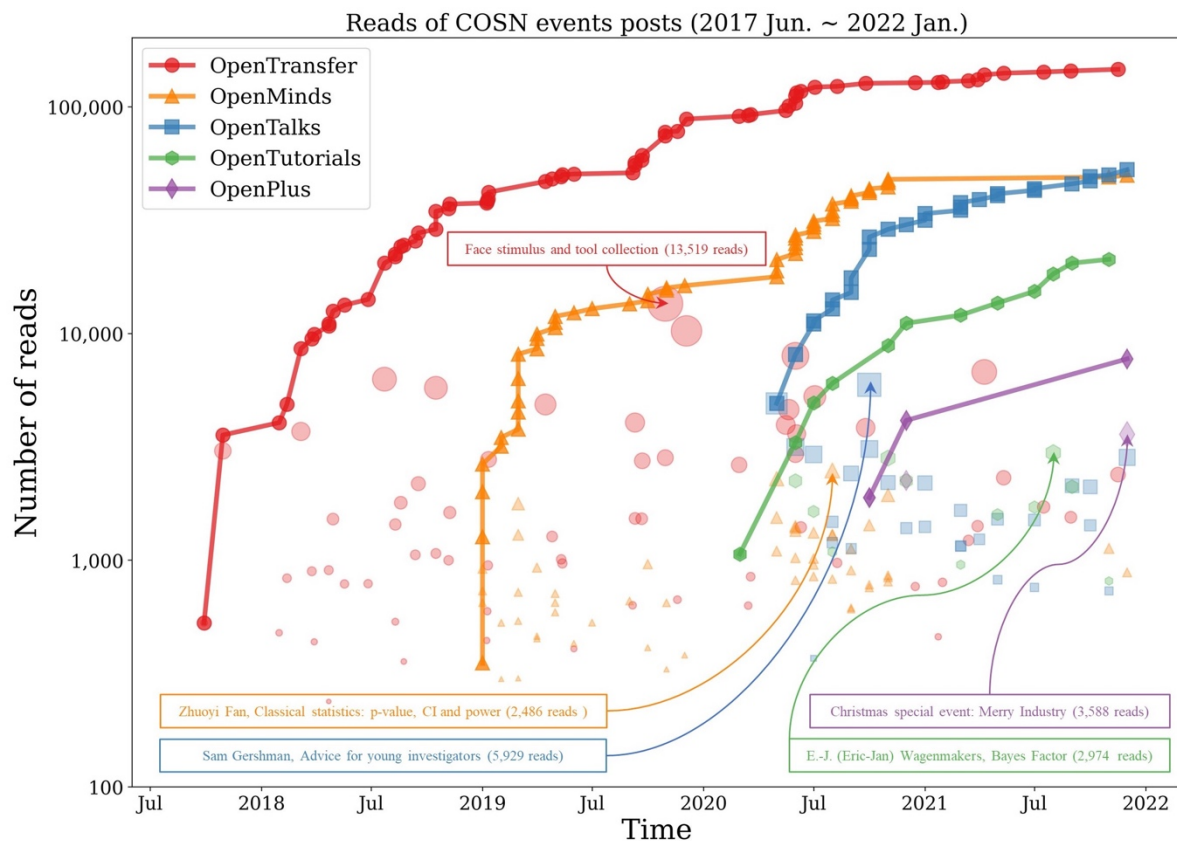 Reads of COSN events posts (2017 Jun. ~ 2022 Jan.)
OpenTransfer
OpenMinds
OpenTalks
OpenTutorials
OpenPlus
Number of reads
100,000
10,000
1,000
100
Face stimulus and tool collection (13,519 reads)
Zhuoyi Fan, Classical statistics: p-value, CI and power (2,486 reads )
Christmas special event: Merry Industry (3,588 reads)
Sam Gershman, Advice for young investigators (5,929 reads)
E.-J. (Eric-Jan) Wagenmakers, Bayes Factor (2,974 reads)
Jul 2018 Jul 2019 Jul 2020 Jul 2021 Jul 2022
Time